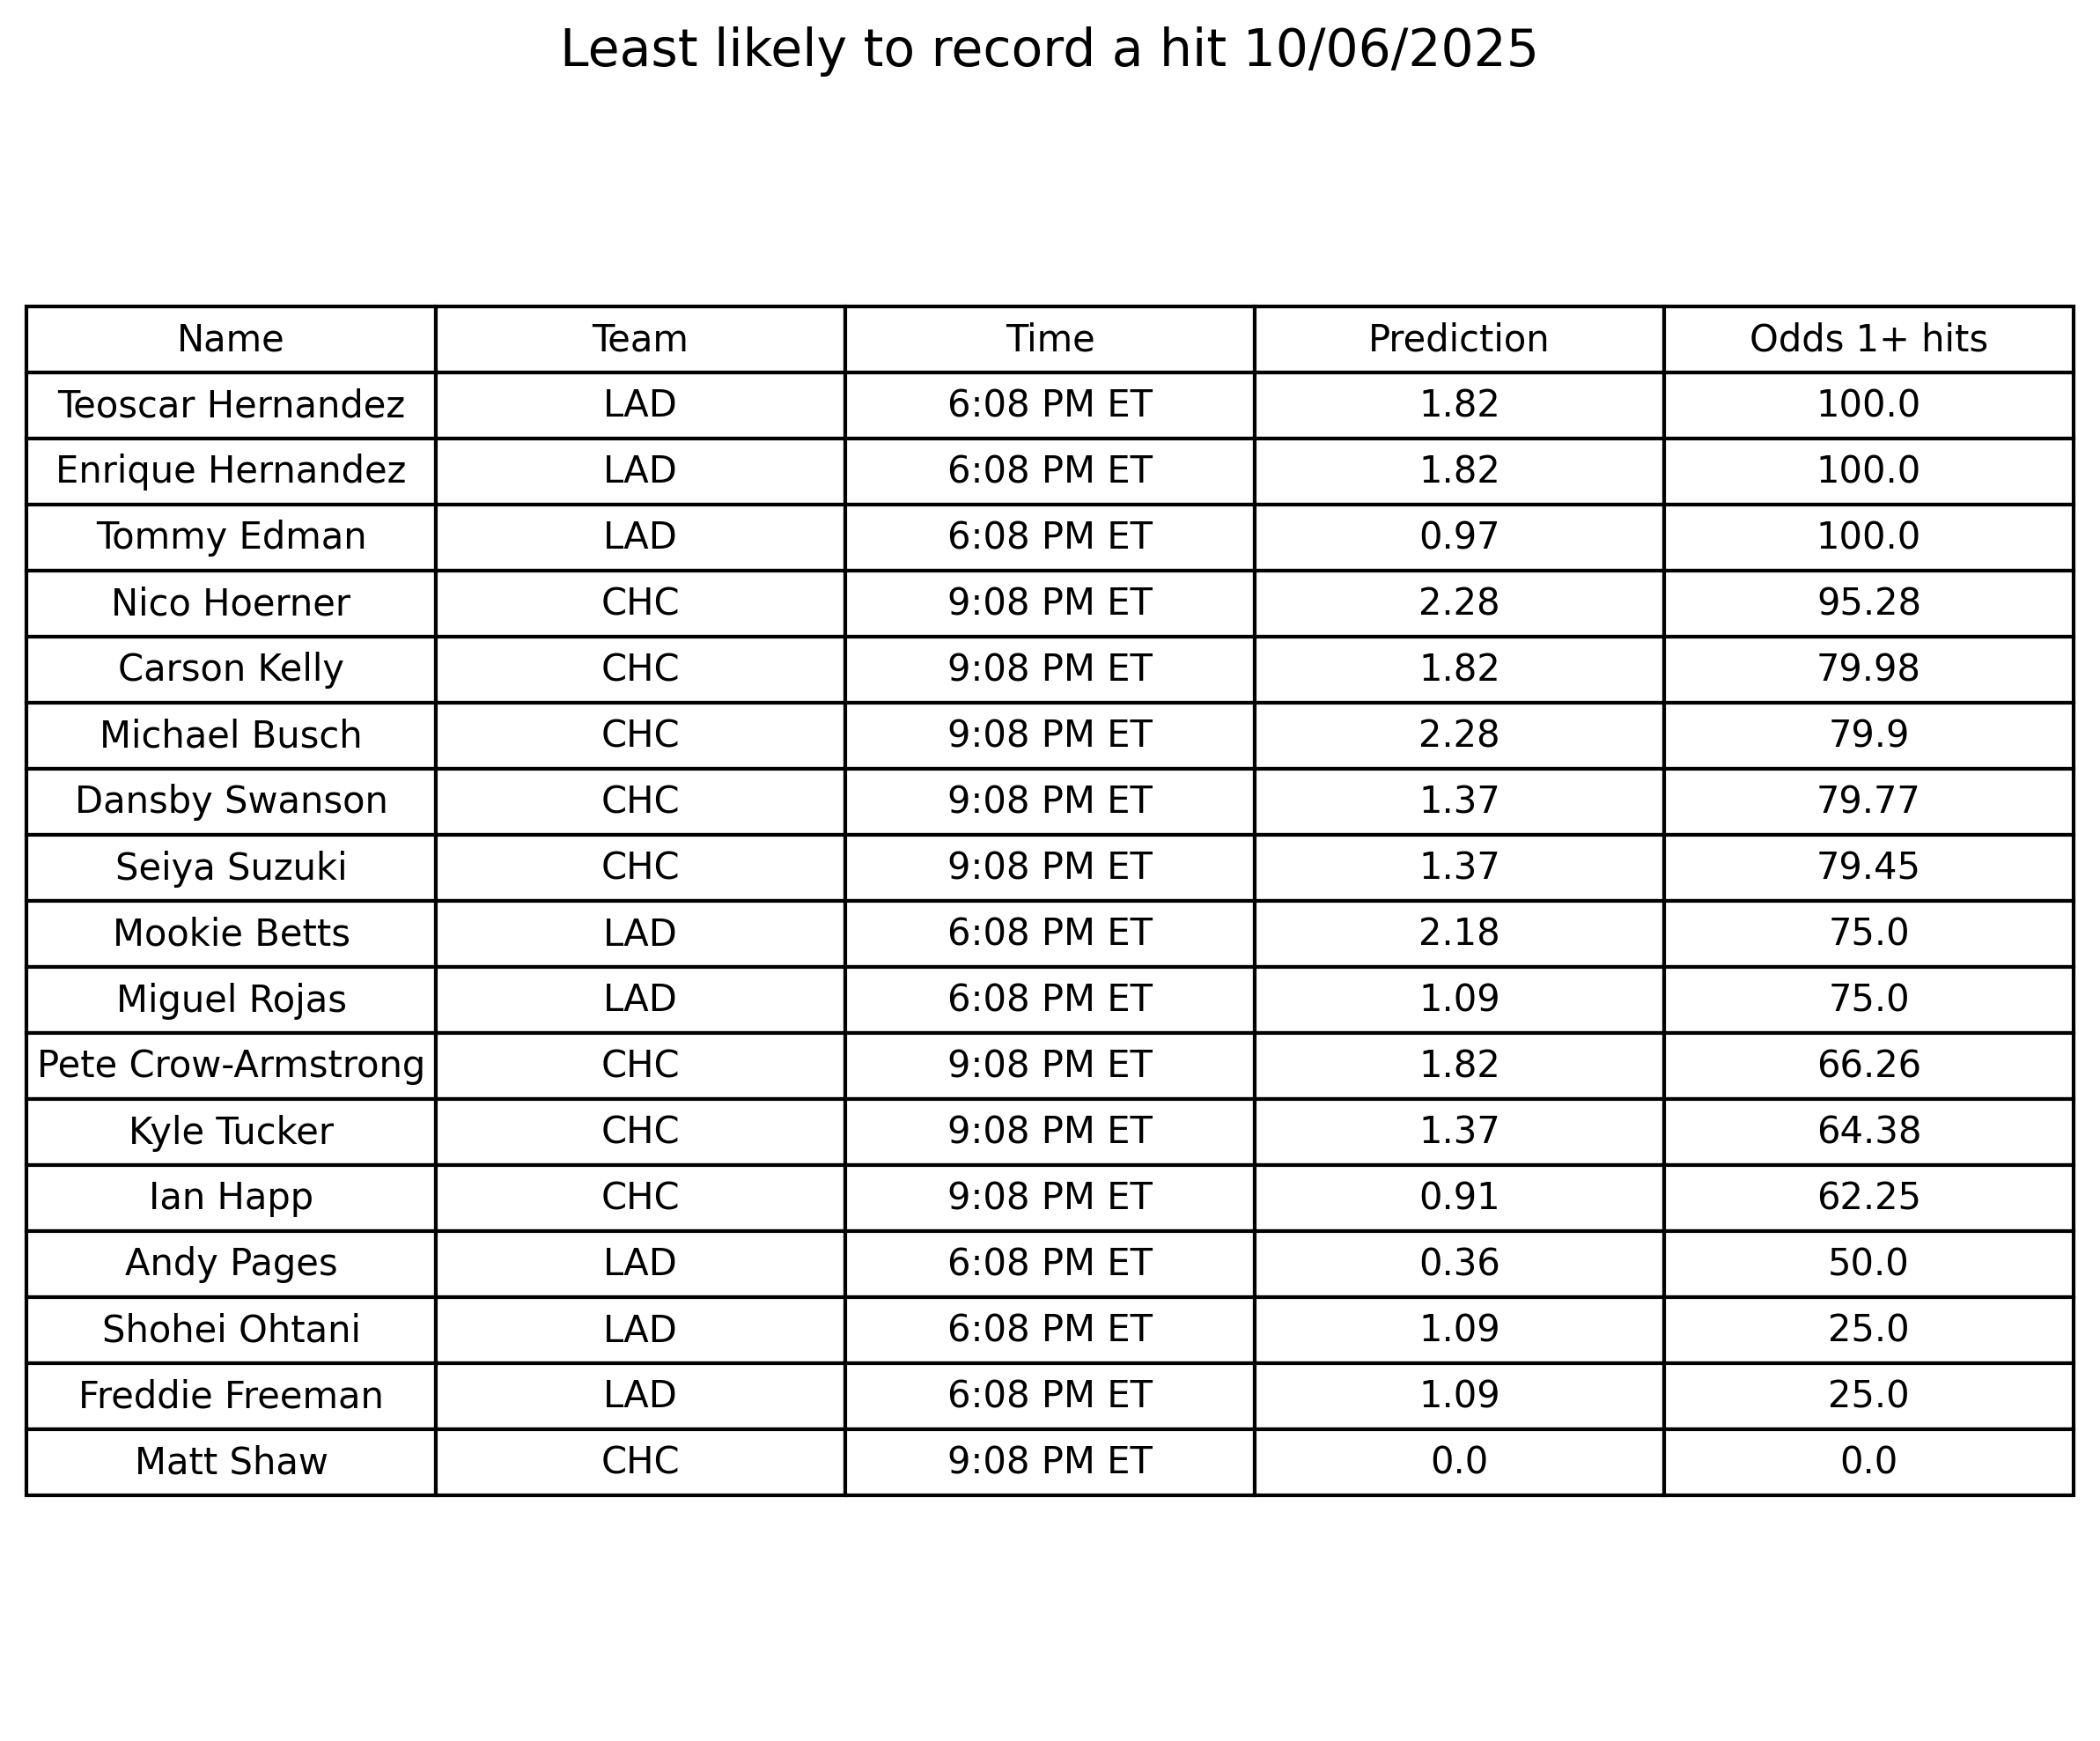 Least likely to record a hit 10/06/2025
Name Team Time Prediction Odds 1+ hits
Teoscar Hernandez LAD 6:08 PM ET 1.82 100.0
Enrique Hernandez LAD 6:08 PM ET 1.82 100.0
Tommy Edman LAD 6:08 PM ET 0.97 100.0
Nico Hoerner CHC 9:08 PM ET 2.28 95.28
Carson Kelly CHC 9:08 PM ET 1.82 79.98
Michael Busch CHC 9:08 PM ET 2.28 79.9
Dansby Swanson CHC 9:08 PM ET 1.37 79.77
Seiya Suzuki CHC 9:08 PM ET 1.37 79.45
Mookie Betts LAD 6:08 PM ET 2.18 75.0
Miguel Rojas LAD 6:08 PM ET 1.09 75.0
Pete Crow-Armstrong CHC 9:08 PM ET 1.82 66.26
Kyle Tucker CHC 9:08 PM ET 1.37 64.38
Ian Happ CHC 9:08 PM ET 0.91 62.25
Andy Pages LAD 6:08 PM ET 0.36 50.0
Shohei Ohtani LAD 6:08 PM ET 1.09 25.0
Freddie Freeman LAD 6:08 PM ET 1.09 25.0
Matt Shaw CHC 9:08 PM ET 0.0 0.0